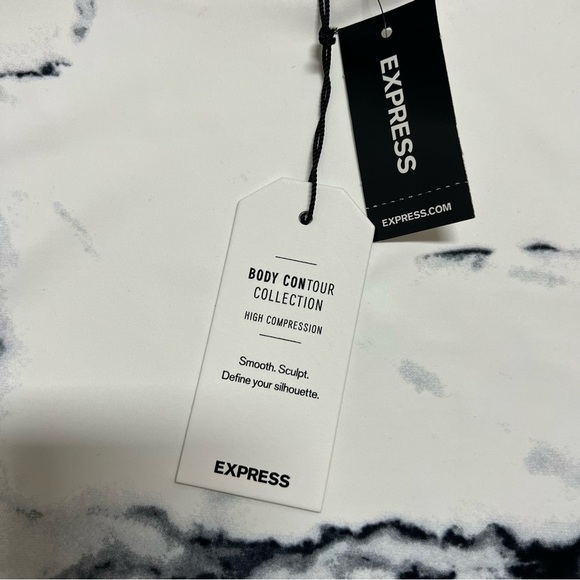 EXPRESS
EXPRESS.COM
BODY CONTOUR
COLLECTION
HIGH COMPRESSION
Smooth. Sculpt.
Define your silhouette.
EXPRESS